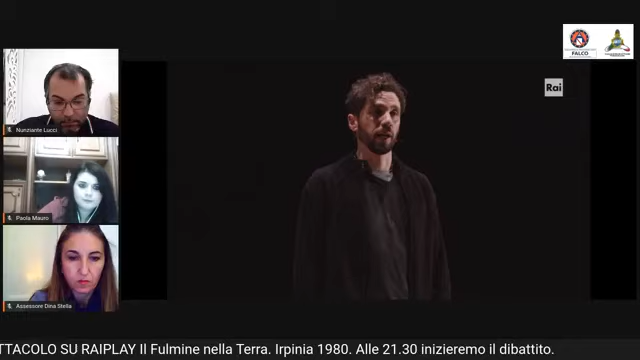 FALCO
Rai
Nunziante Lucci
Paola Mauro
Assessore Dina Stella
TTACOLO SU RAIPLAY Il Fulmine nella Terra. Irpinia 1980. Alle 21.30 inizieremo il dibattito.